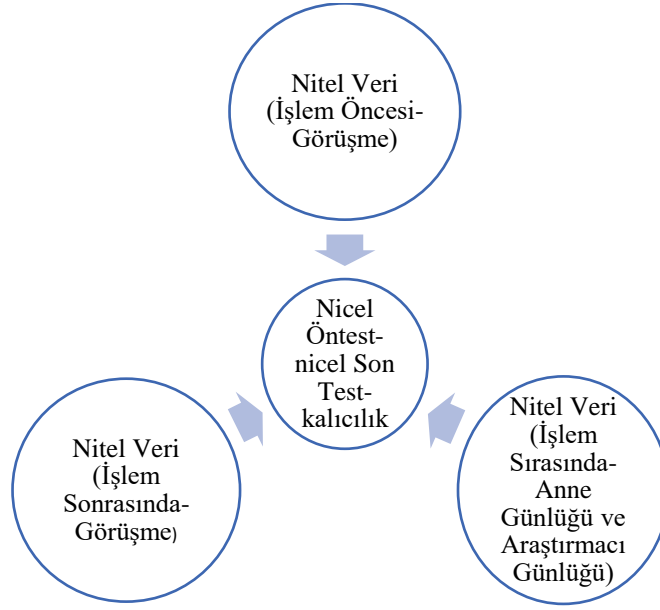 Nitel Veri
(İşlem Öncesi-
Görüşme)
Nicel
Öntest-
nicel Son
Test-
kalıcılık
Nitel Veri
(İşlem
Sonrasında-
Görüşme)
Nitel Veri
(İşlem
Sırasında-
Anne
Günlüğü ve
Araştırmacı
Günlüğü)